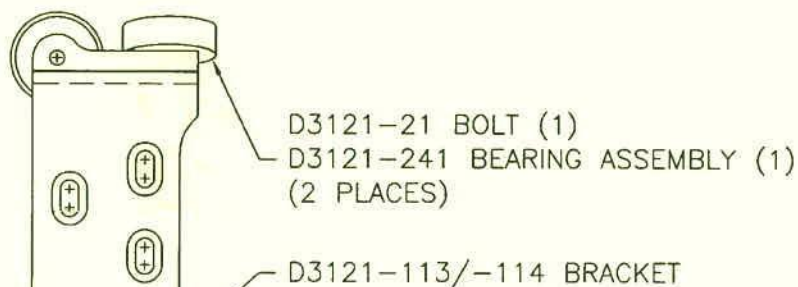 D3121-21 BOLT (1)
D3121-241 BEARING ASSEMBLY (1)
(2 PLACES)
D3121-113/-114 BRACKET